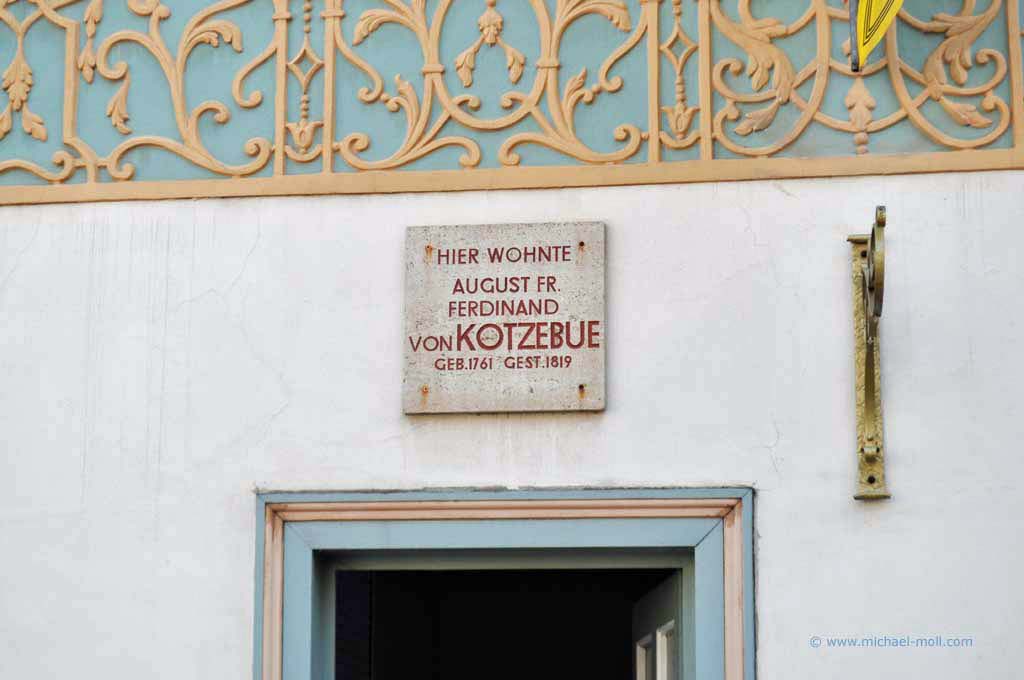 HIER WOHNTE
AUGUST FR.
FERDINAND
VON KOTZEBUE
GEB.1761 GEST.1819
© www.michael-moll.com